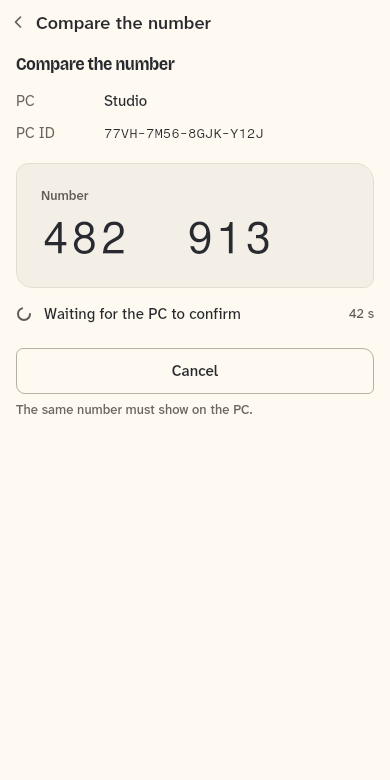 Compare the number
Compare the number
PC Studio
PC ID 77VH-7M56-8GJK-Y12J
Number
482 913
Waiting for the PC to confirm 42 s
Cancel
The same number must show on the PC.